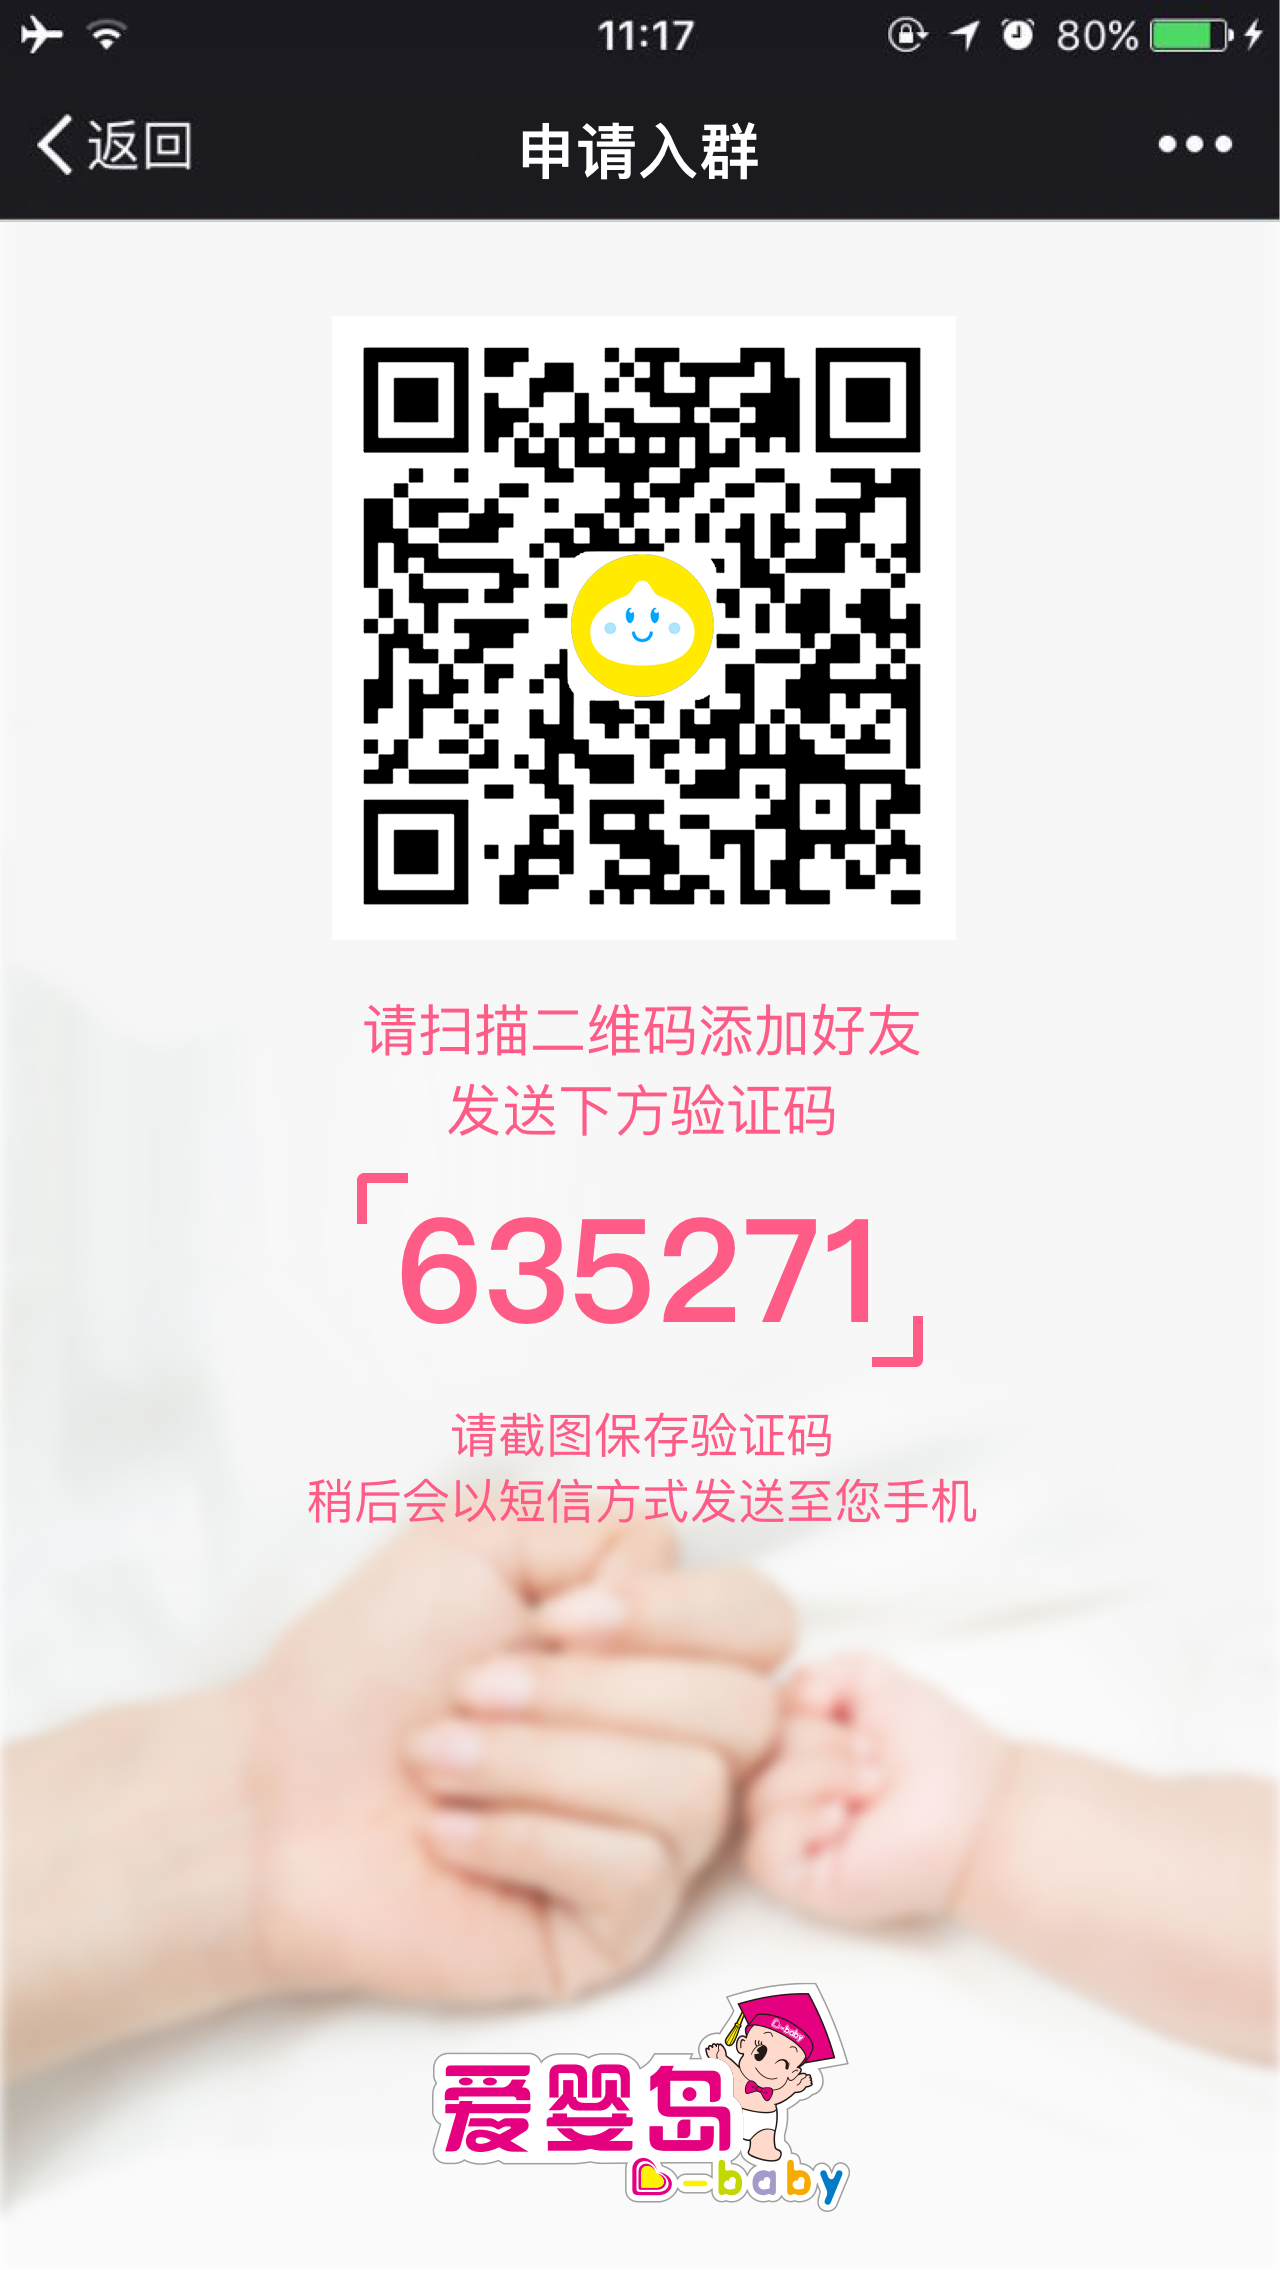 11:17
80%
返回
申请入群
请扫描二维码添加好友
发送下方验证码
635271
请截图保存验证码
稍后会以短信方式发送至您手机
爱婴岛
-baby